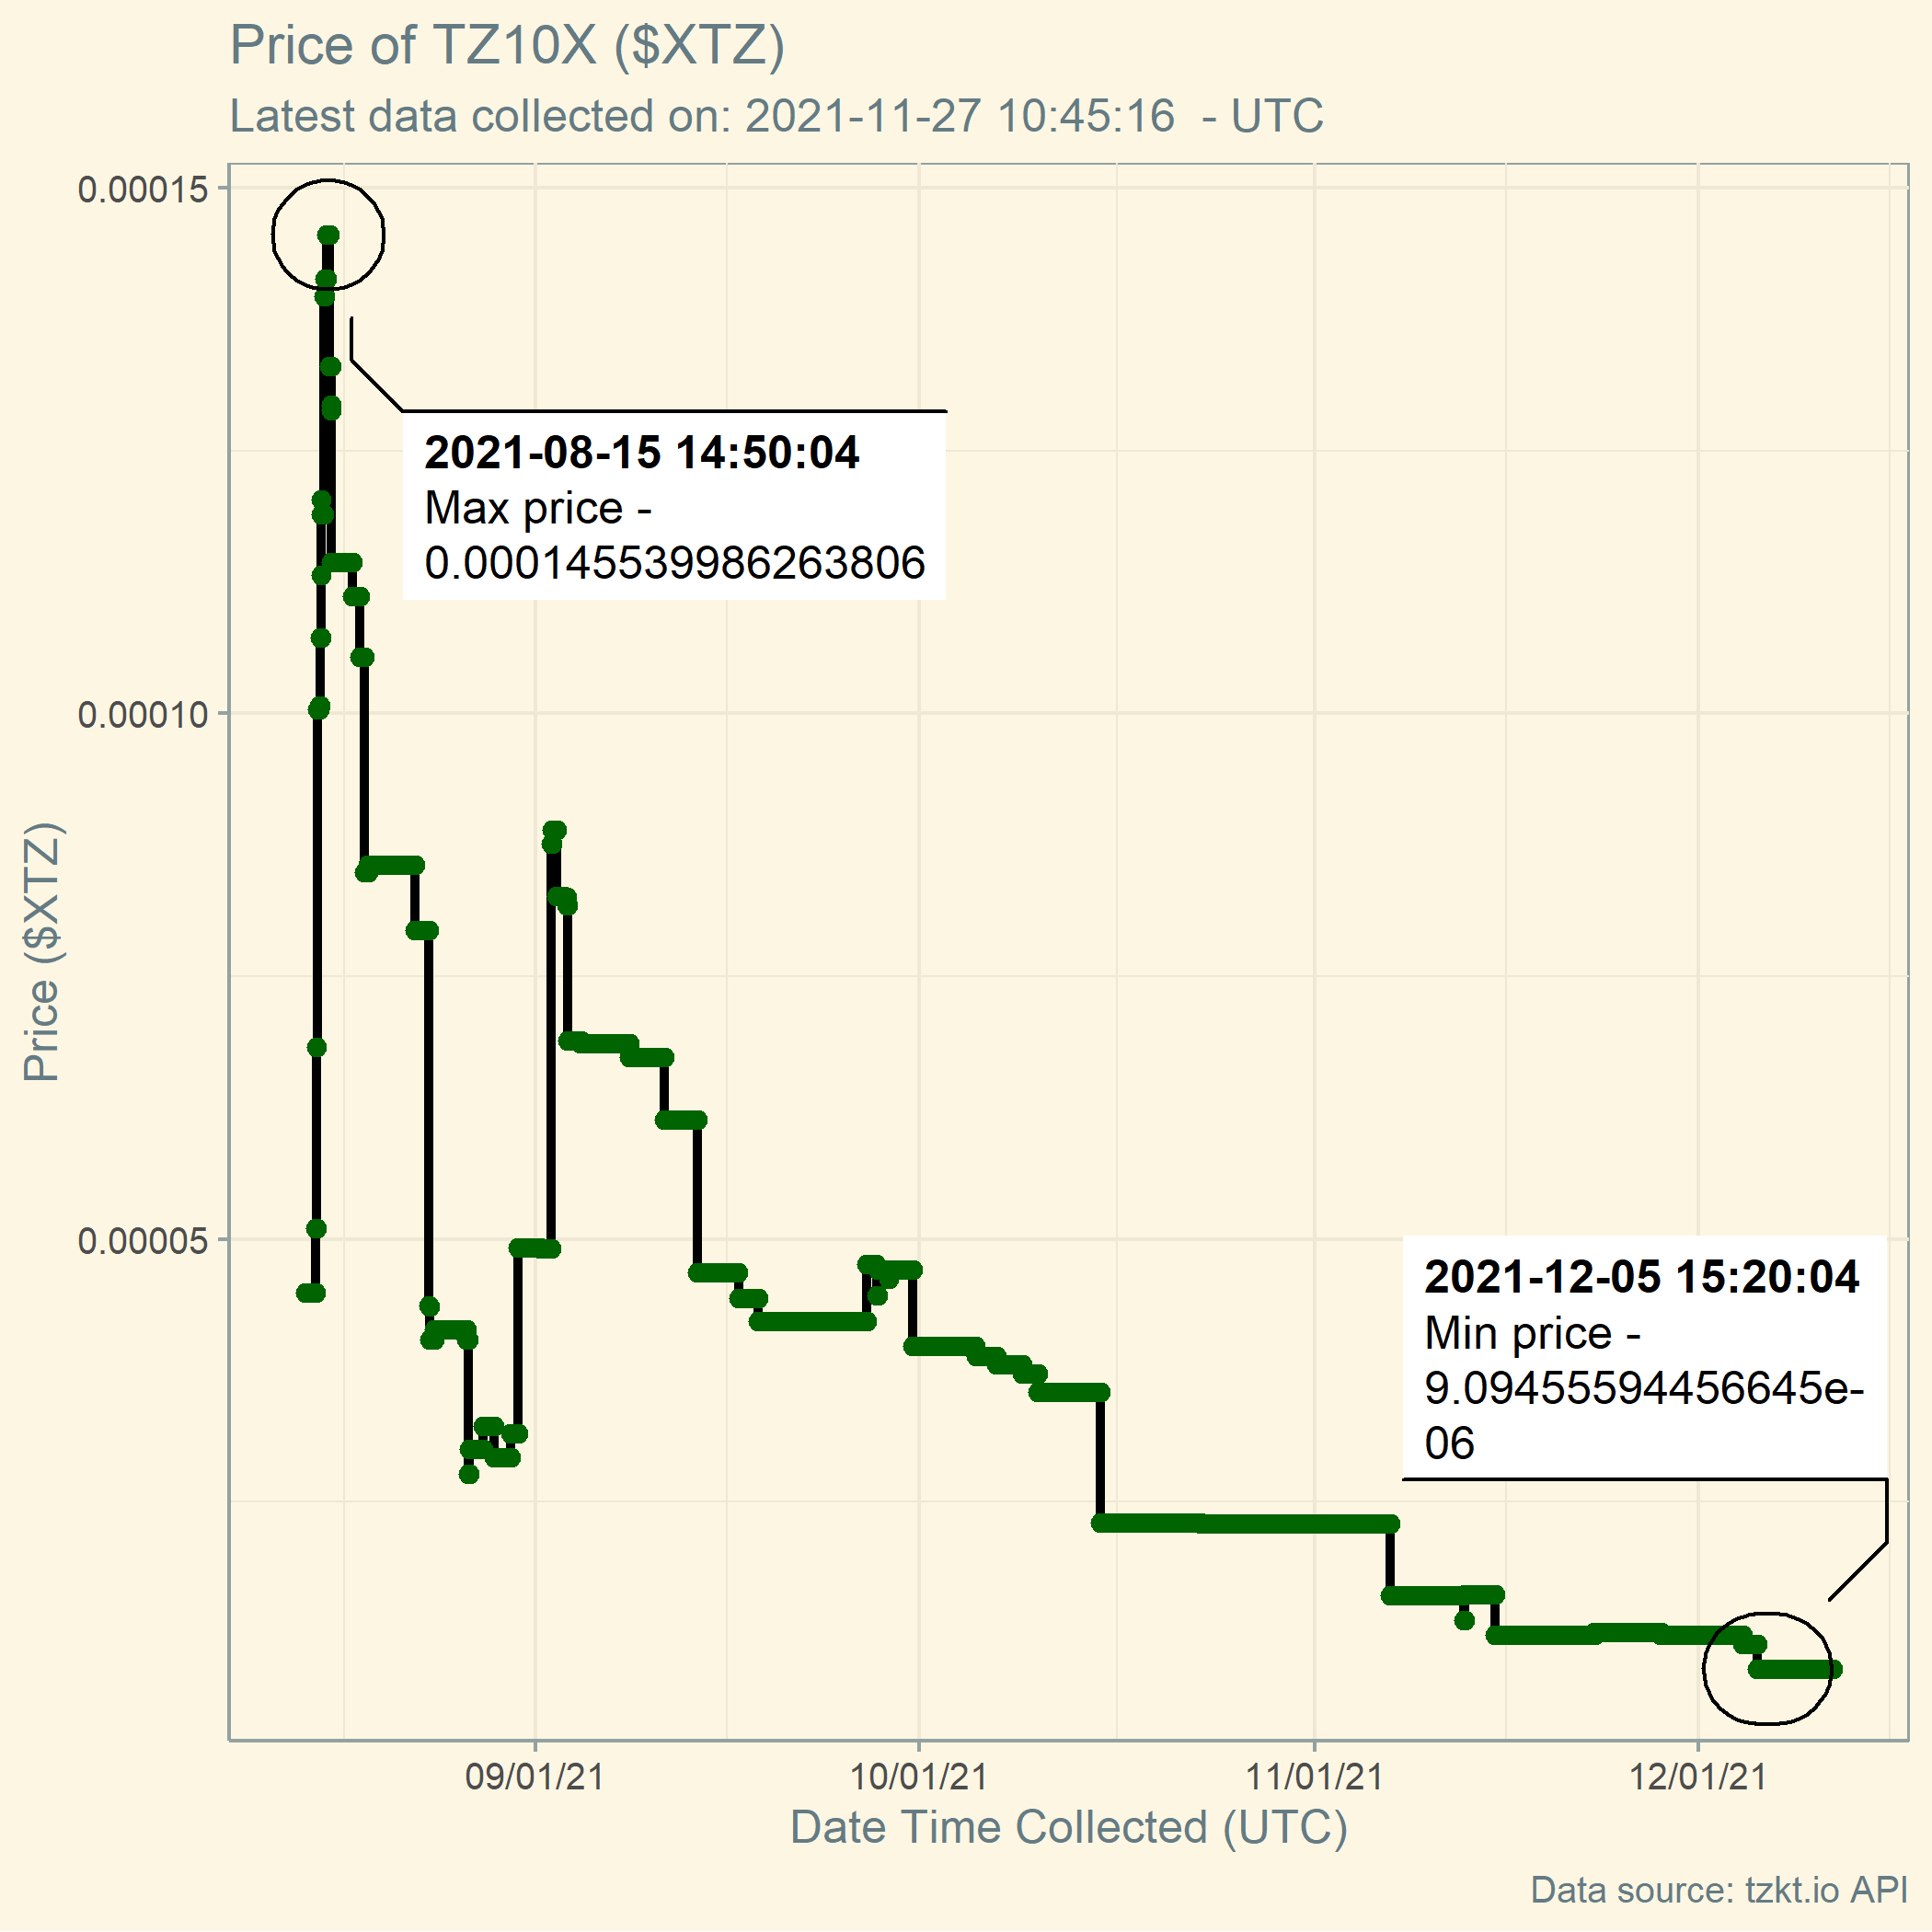 Price of TZ10X ($XTZ)
Latest data collected on: 2021-11-27 10:45:16  - UTC
0.00015
0.00010
0.00005
Price ($XTZ)
2021-08-15 14:50:04
Max price -
0.000145539986263806
2021-12-05 15:20:04
Min price -
9.09455594456645e-
06
09/01/21
10/01/21
11/01/21
12/01/21
Date Time Collected (UTC)
Data source: tzkt.io API